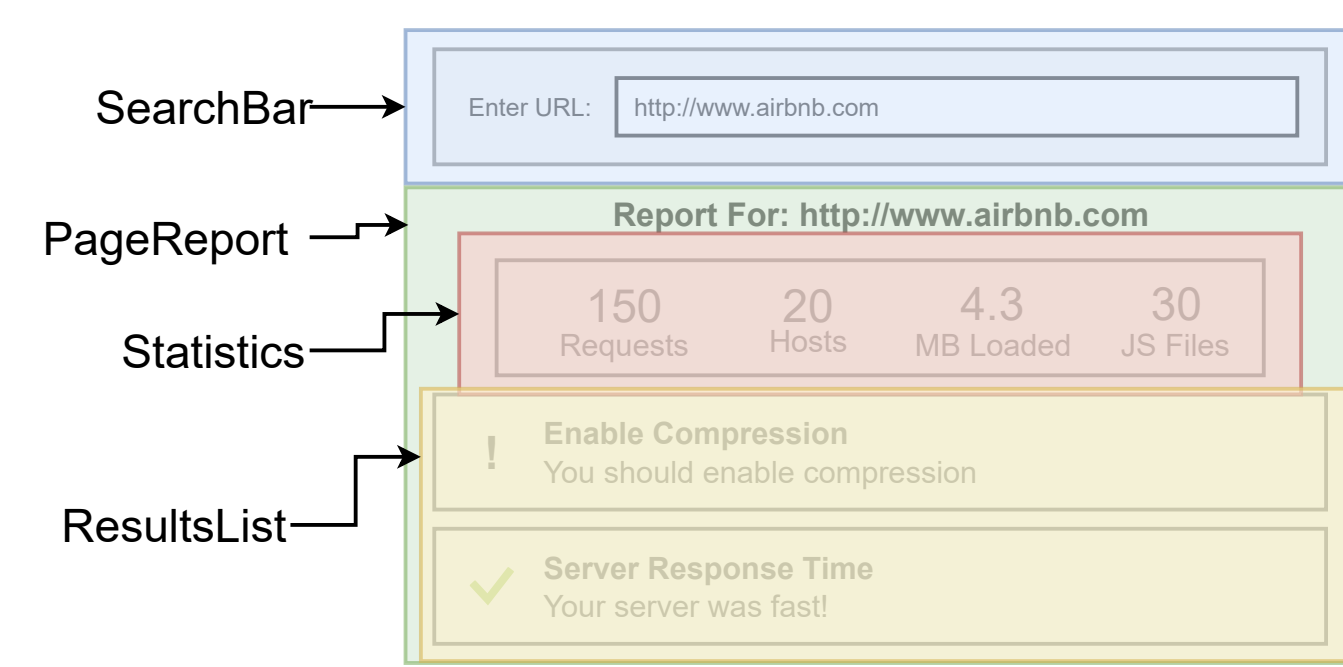 SearchBar
Enter URL: http://www.airbnb.com
PageReport
Report For: http://www.airbnb.com
Statistics
150 20 4.3 30
Requests Hosts MB Loaded JS Files
ResultsList
! Enable Compression
You should enable compression
Server Response Time
Your server was fast!